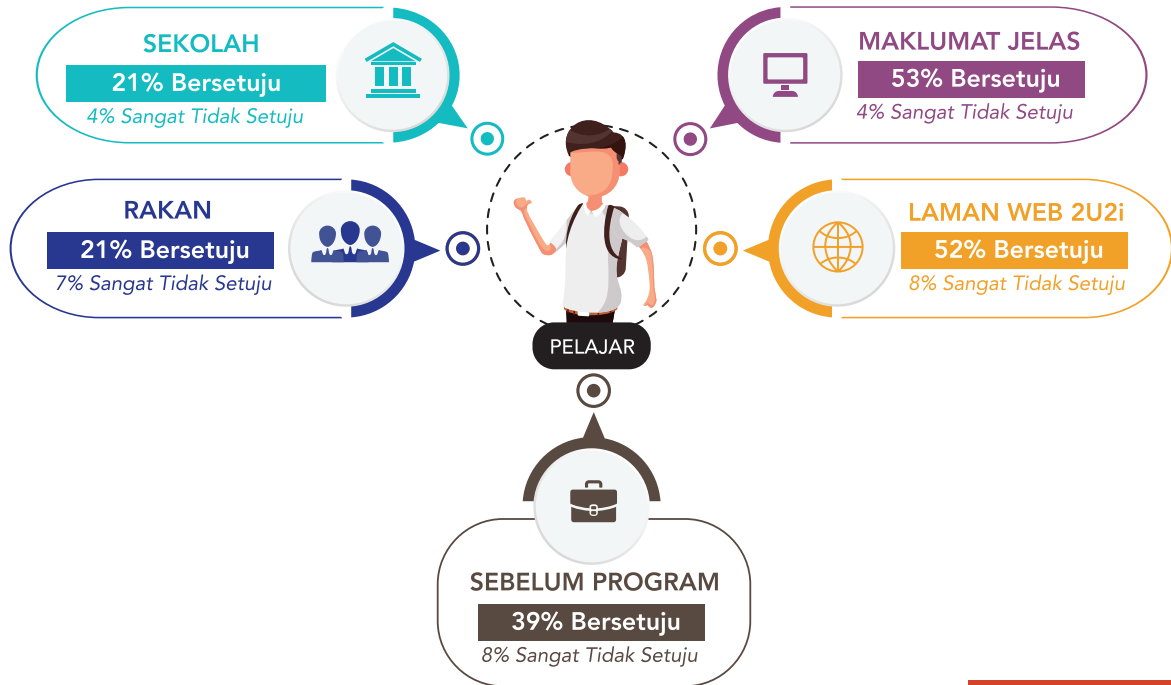 SEKOLAH
21% Bersetuju
4% Sangat Tidak Setuju
MAKLUMAT JELAS
53% Bersetuju
4% Sangat Tidak Setuju
RAKAN
21% Bersetuju
7% Sangat Tidak Setuju
LAMAN WEB 2U2i
52% Bersetuju
8% Sangat Tidak Setuju
PELAJAR
SEBELUM PROGRAM
39% Bersetuju
8% Sangat Tidak Setuju